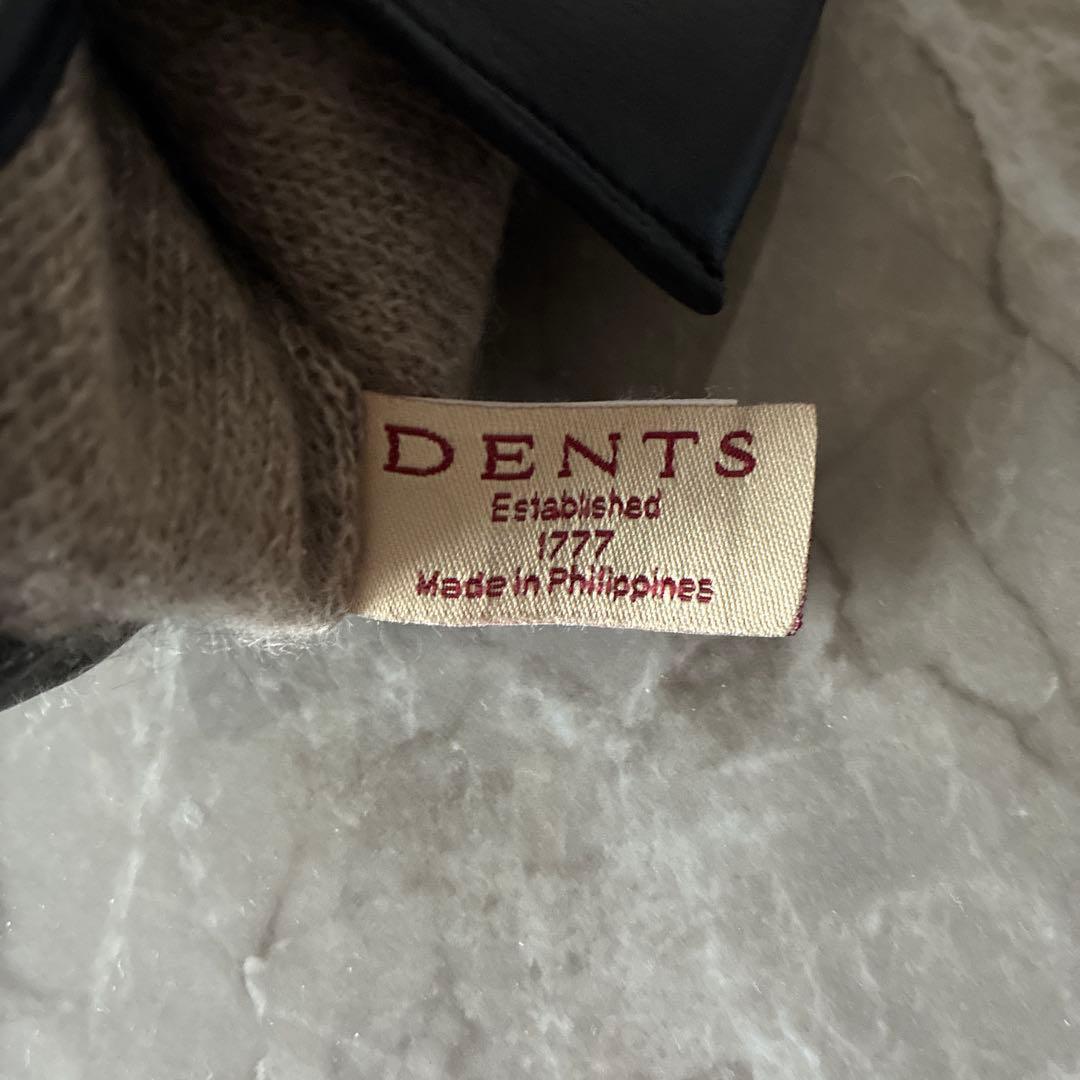 DENTS
Established
1777
Made in Philippines